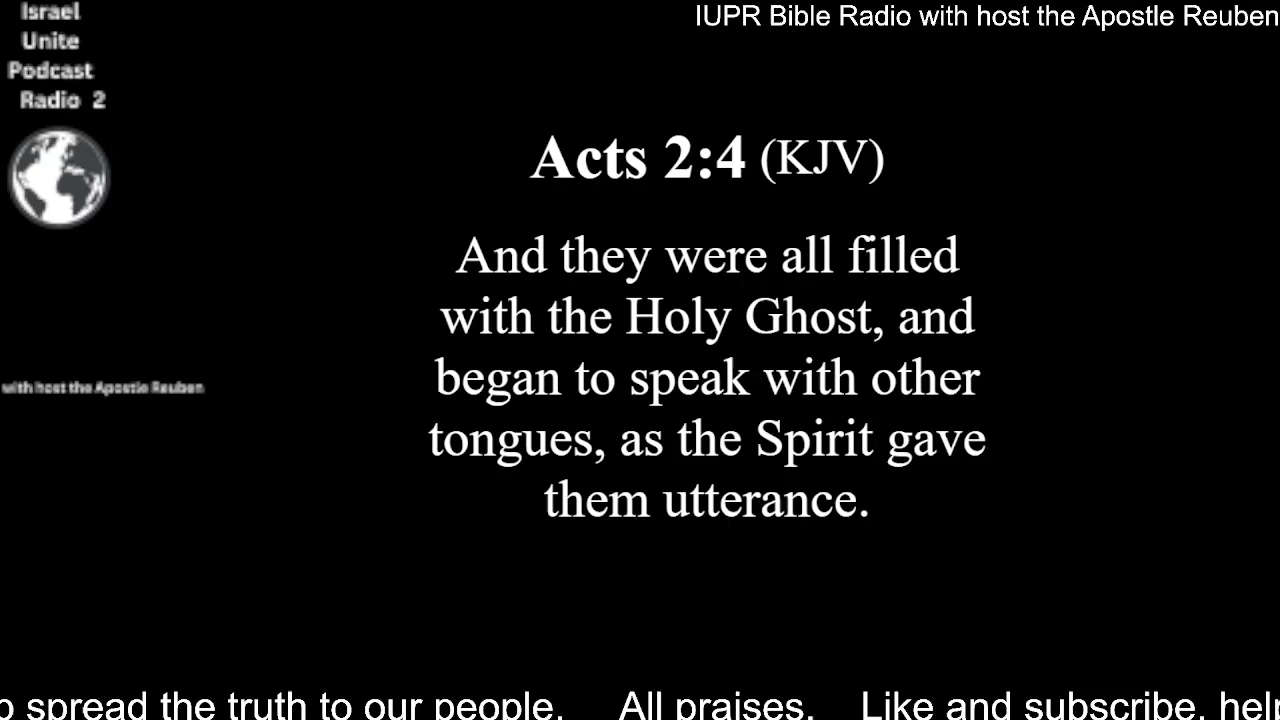 Israel
Unite
Podcast
Radio 2
IUPR Bible Radio with host the Apostle Reuben
Acts 2:4 (KJV)
And they were all filled
with the Holy Ghost, and
began to speak with other
tongues, as the Spirit gave
them utterance.
with host the Apostle Reuben
o spread the truth to our people. All praises. Like and subscribe, help